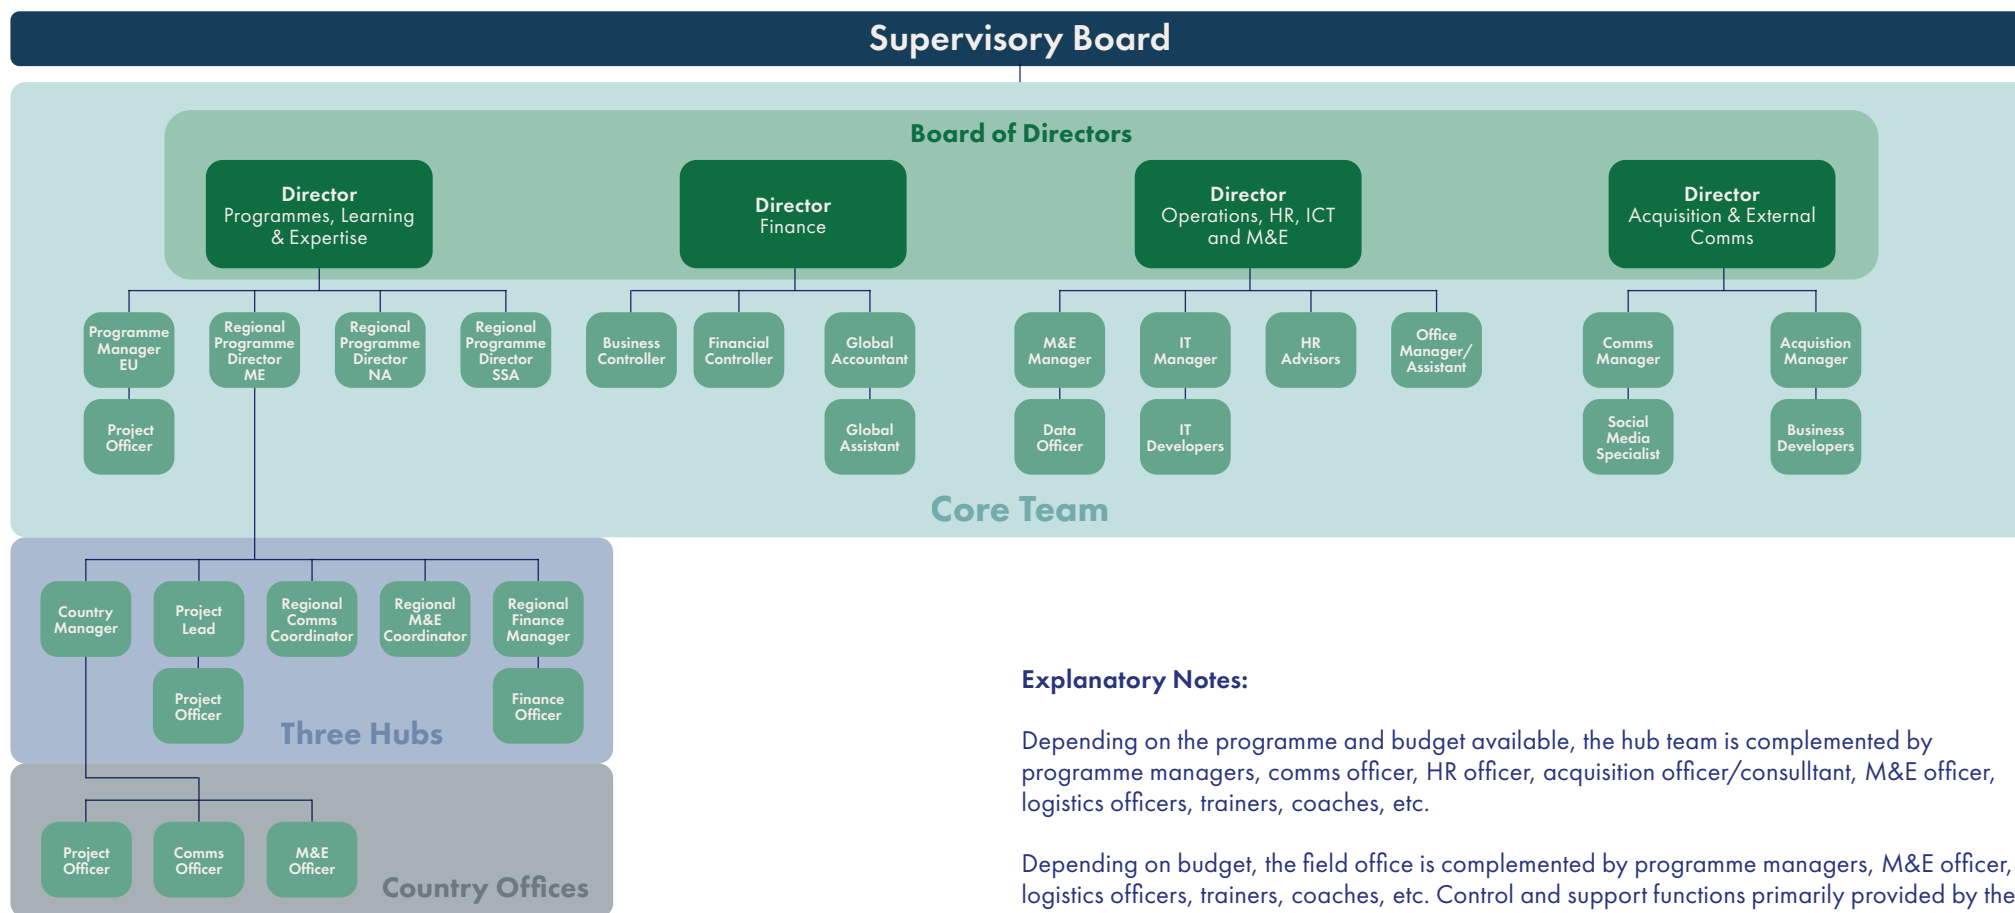 Supervisory Board
Board of Directors
Director
Programmes, Learning
& Expertise
Director
Finance
Director
Operations, HR, ICT
and M&E
Director
Acquisition & External
Comms
Programme
Manager
EU
Regional
Programme
Director
ME
Regional
Programme
Director
NA
Regional
Programme
Director
SSA
Business
Controller
Financial
Controller
Global
Accountant
M&E
Manager
IT
Manager
HR
Advisors
Office
Manager/
Assistant
Comms
Manager
Acquistion
Manager
Project
Officer
Global
Assistant
Data
Officer
IT
Developers
Social
Media
Specialist
Business
Developers
Core Team
Country
Manager
Project
Lead
Regional
Comms
Coordinator
Regional
M&E
Coordinator
Regional
Finance
Manager
Project
Officer
Finance
Officer
Three Hubs
Project
Officer
Comms
Officer
M&E
Officer
Country Offices
Explanatory Notes:
Depending on the programme and budget available, the hub team is complemented by
programme managers, comms officer, HR officer, acquisition officer/consulltant, M&E officer,
logistics officers, trainers, coaches, etc.
Depending on budget, the field office is complemented by programme managers, M&E officer,
logistics officers, trainers, coaches, etc. Control and support functions primarily provided by the